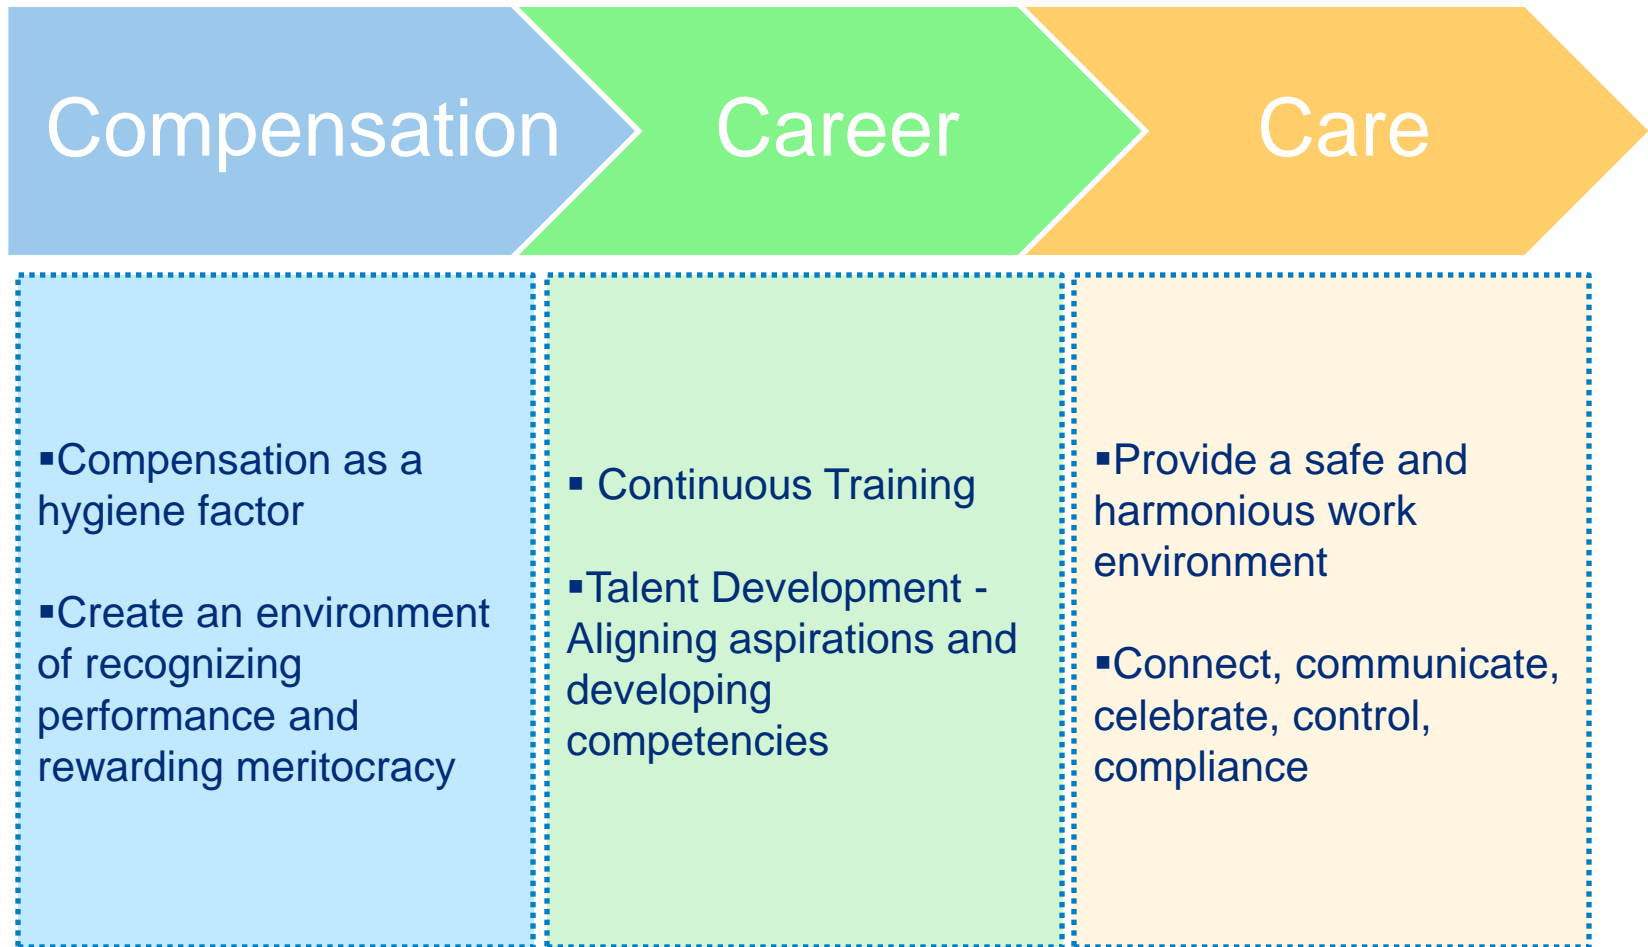 Compensation
Career
Care
▪Compensation as a
hygiene factor
▪Create an environment
of recognizing
performance and
rewarding meritocracy
▪ Continuous Training
▪Talent Development -
Aligning aspirations and
developing
competencies
▪Provide a safe and
harmonious work
environment
▪Connect, communicate,
celebrate, control,
compliance